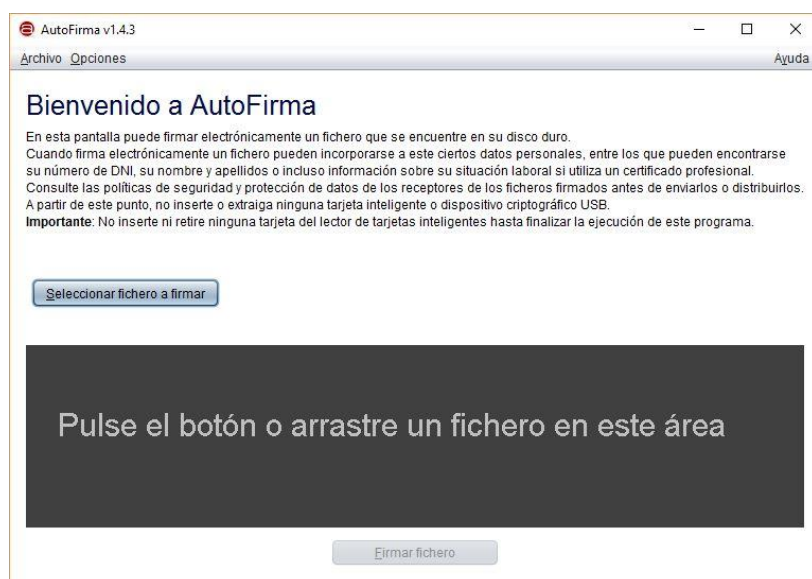 AutoFirma v1.4.3
Archivo Opciones Ayuda
Bienvenido a AutoFirma
En esta pantalla puede firmar electrónicamente un fichero que se encuentre en su disco duro.
Cuando firma electrónicamente un fichero pueden incorporarse a este ciertos datos personales, entre los que pueden encontrarse
su número de DNI, su nombre y apellidos o incluso información sobre su situación laboral si utiliza un certificado profesional.
Consulte las políticas de seguridad y protección de datos de los receptores de los ficheros firmados antes de enviarlos o distribuirlos.
A partir de este punto, no inserte o extraiga ninguna tarjeta inteligente o dispositivo criptográfico USB.
Importante: No inserte ni retire ninguna tarjeta del lector de tarjetas inteligentes hasta finalizar la ejecución de este programa.
Seleccionar fichero a firmar
Pulse el botón o arrastre un fichero en este área
Firmar fichero